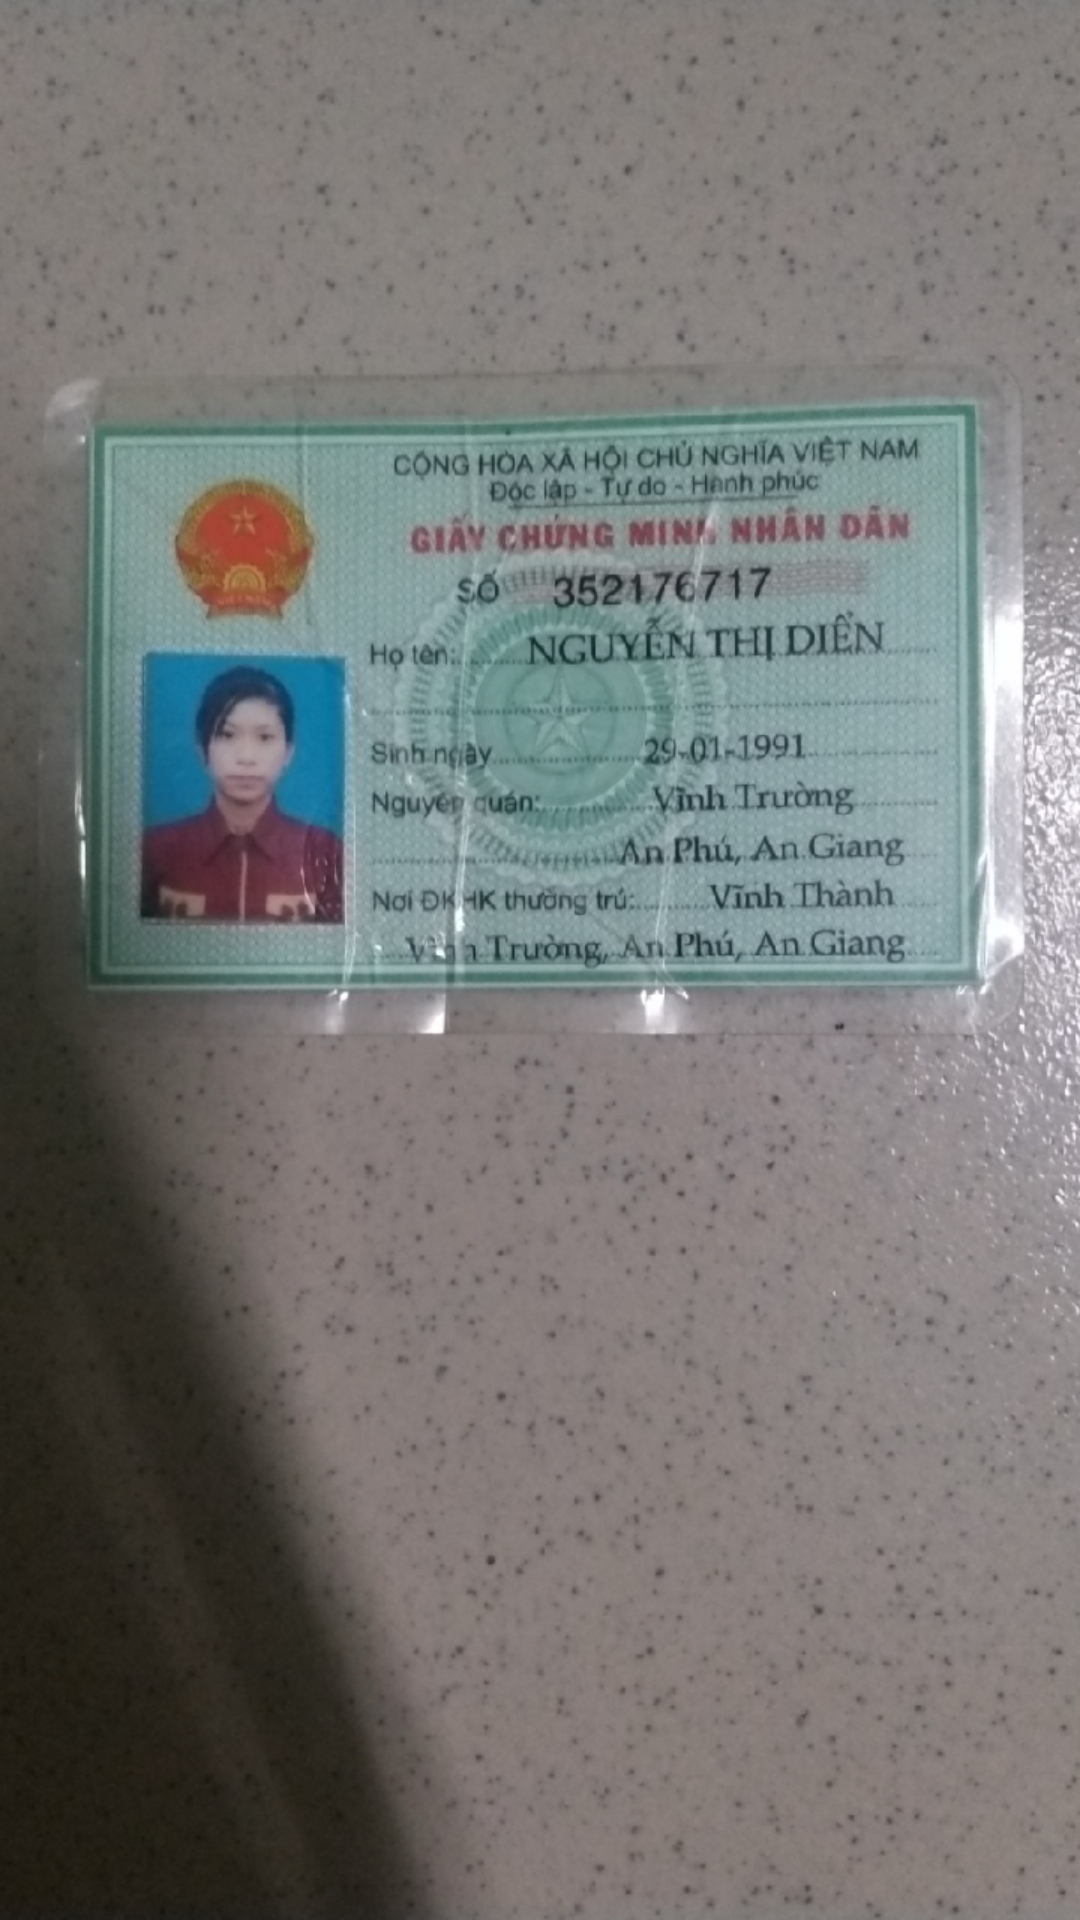 CỘNG HÒA XÃ HỘI CHỦ NGHĨA VIỆT NAM
Độc lập - Tự do - Hạnh phúc
GIẤY CHỨNG MINH NHÂN DÂN
SỐ 352176717
Họ tên: NGUYỄN THỊ DIỀN
Sinh ngày 29-01-1991
Nguyên quán: Vĩnh Trường
An Phú, An Giang
Nơi ĐKHK thường trú: Vĩnh Thành
Vĩnh Trường, An Phú, An Giang